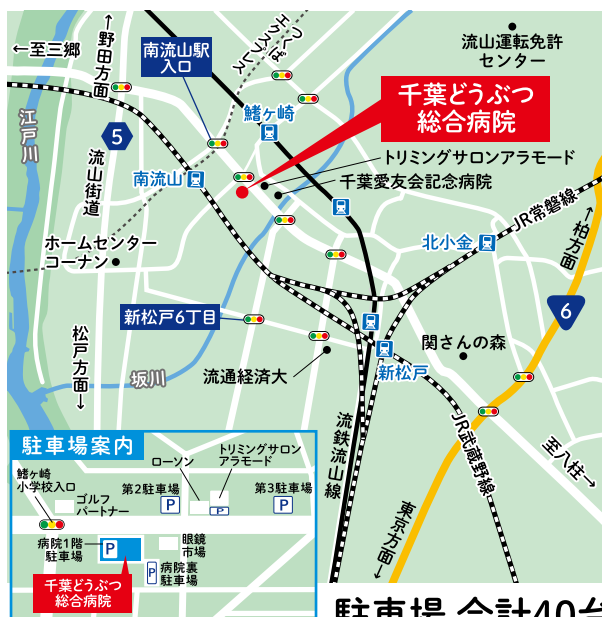 ←至三郷
←野田方面
つくば
エクスプレス
南流山駅
入口
流山運転免許
センター
千葉どうぶつ
総合病院
江戸川
5
鰭ヶ崎
流山街道
南流山
トリミングサロンアラモード
千葉愛友会記念病院
JR常磐線
←柏方面
北小金
ホームセンター
コーナン
6
新松戸6丁目
松戸方面→
関さんの森
坂川
流通経済大
新松戸
流鉄流山線
JR武蔵野線
至八柱→
東京方面→
駐車場案内
鰭ヶ崎
小学校入口
ゴルフ
パートナー
第2駐車場
P
ローソン
トリミングサロン
アラモード
P
第3駐車場
P
病院1階
駐車場
P
眼鏡
市場
P
病院裏
駐車場
千葉どうぶつ
総合病院
駐車場 合計40台